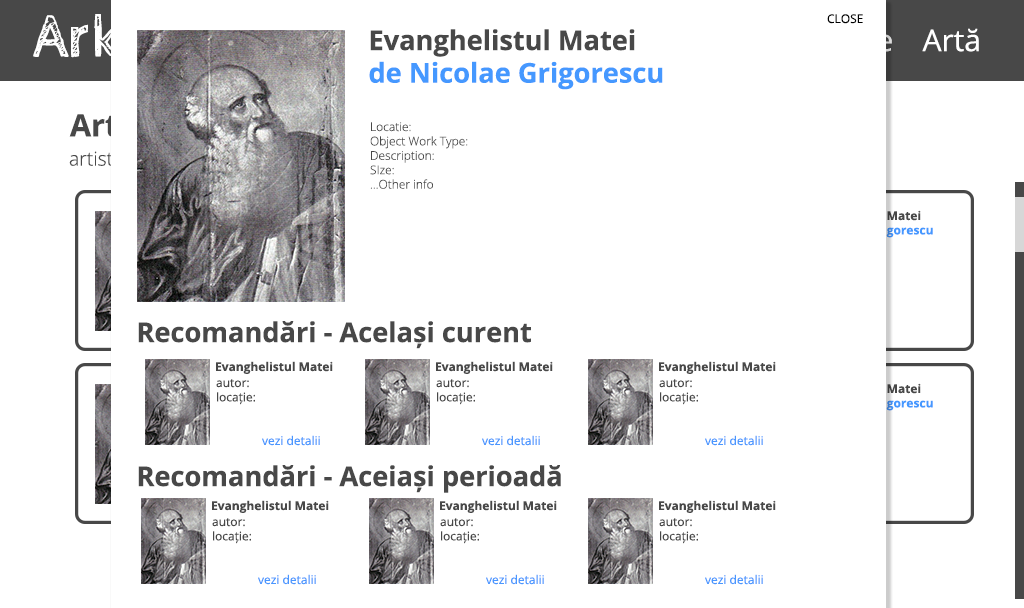 Ark
CLOSE
e
Artă
Evanghelistul Matei
de Nicolae Grigorescu
Art
artist
Locatie:
Object Work Type:
Description:
SIze:
...Other info
Matei
gorescu
Recomandări - Același curent
Evanghelistul Matei
autor:
locație:
vezi detalii
Evanghelistul Matei
autor:
locație:
vezi detalii
Evanghelistul Matei
autor:
locație:
vezi detalii
Matei
gorescu
Recomandări - Aceiași perioadă
Evanghelistul Matei
autor:
locație:
vezi detalii
Evanghelistul Matei
autor:
locație:
vezi detalii
Evanghelistul Matei
autor:
locație:
vezi detalii